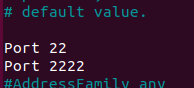 # default value.
Port 22
Port 2222
#AddressFamily any